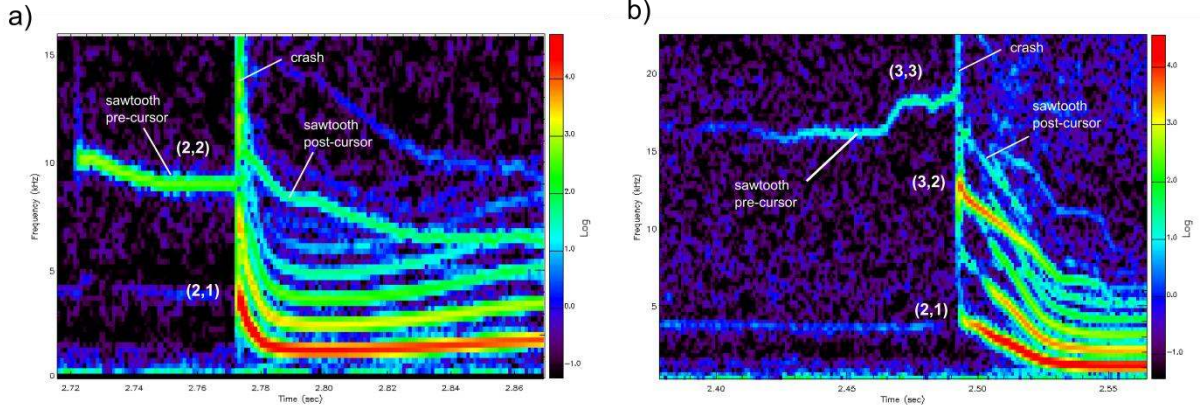 a)
15
10
5
0
Frequency (kHz)
crash
sawtooth
pre-cursor
(2,2)
sawtooth
post-cursor
(2,1)
2.72
2.74
2.76
2.78
2.80
2.82
2.84
2.86
Time (sec)
4.0
3.0
2.0
1.0
0.0
−1.0
Log
b)
20
15
10
5
Frequency (kHz)
crash
(3,3)
sawtooth
post-cursor
sawtooth
pre-cursor
(3,2)
(2,1)
2.40
2.45
2.50
2.55
Time (sec)
4.0
3.0
2.0
1.0
0.0
−1.0
Log